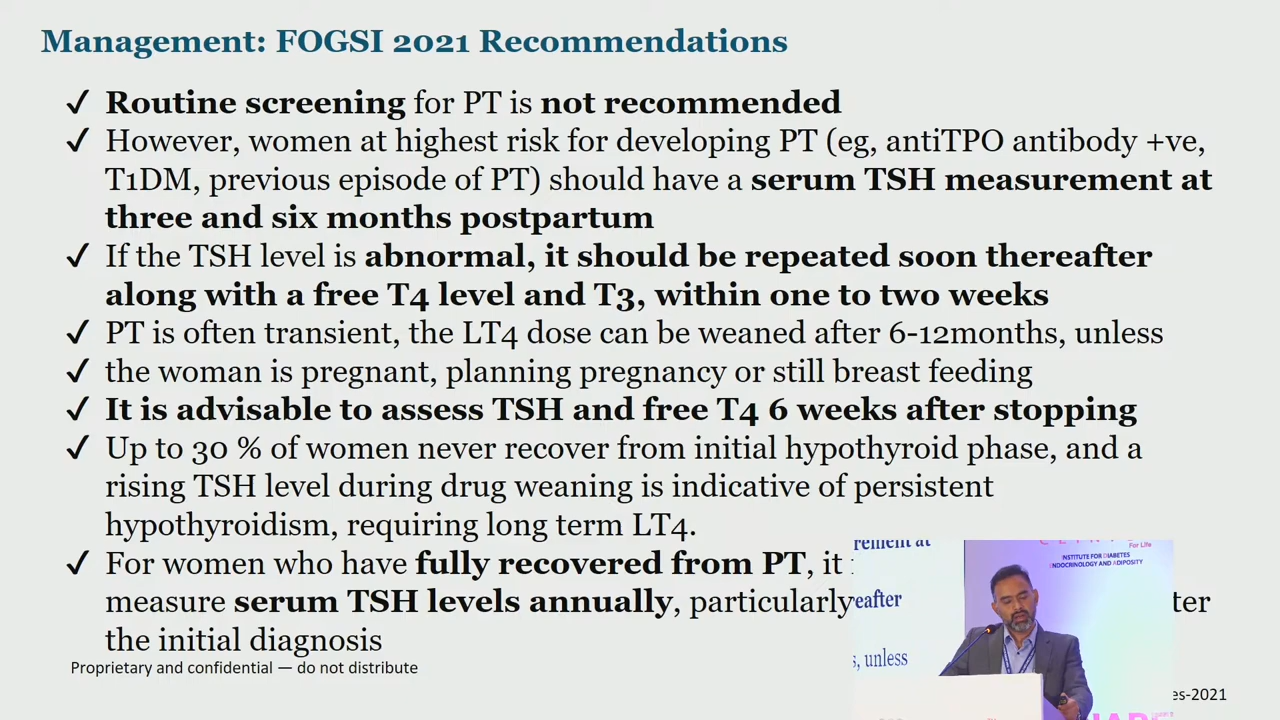 Management: FOGSI 2021 Recommendations
✓ Routine screening for PT is not recommended
✓ However, women at highest risk for developing PT (eg, antiTPO antibody +ve,
T1DM, previous episode of PT) should have a serum TSH measurement at
three and six months postpartum
✓ If the TSH level is abnormal, it should be repeated soon thereafter
along with a free T4 level and T3, within one to two weeks
✓ PT is often transient, the LT4 dose can be weaned after 6-12months, unless
✓ the woman is pregnant, planning pregnancy or still breast feeding
✓ It is advisable to assess TSH and free T4 6 weeks after stopping
✓ Up to 30 % of women never recover from initial hypothyroid phase, and a
rising TSH level during drug weaning is indicative of persistent
hypothyroidism, requiring long term LT4.
✓ For women who have fully recovered from PT, it
measure serum TSH levels annually, particularly
the initial diagnosis
Proprietary and confidential — do not distribute
es-2021
For Life
INSTITUTE FOR DIABETES
ENDOCRINOLOGY AND ADIPOSITY
eafter
s, unless